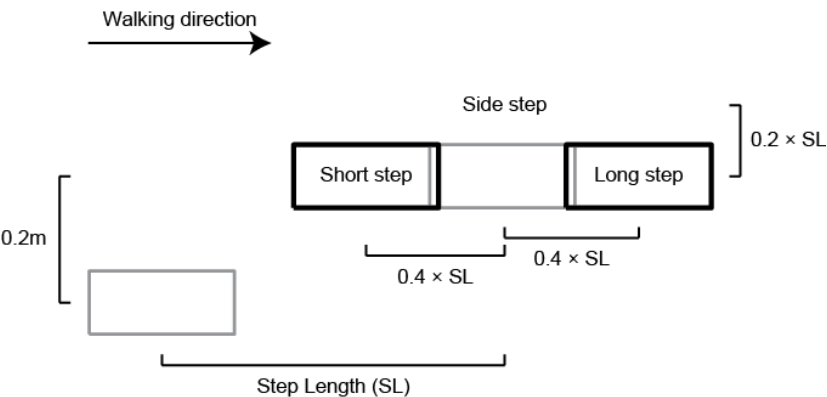 Walking direction
Side step
0.2 × SL
Short step
Long step
0.2m
0.4 × SL
0.4 × SL
Step Length (SL)